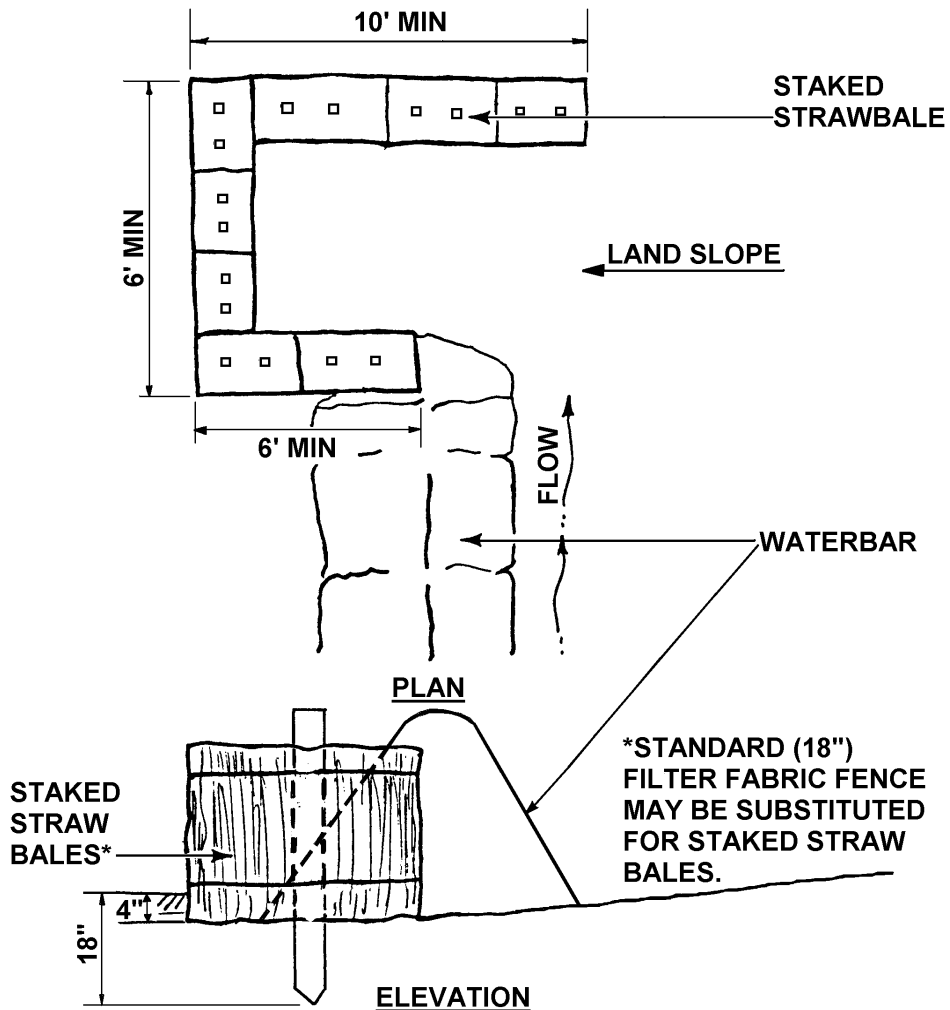 10' MIN
STAKED
STRAWBALE
6' MIN
LAND SLOPE
6' MIN
FLOW
WATERBAR
PLAN
*STANDARD (18")
FILTER FABRIC FENCE
MAY BE SUBSTITUTED
FOR STAKED STRAW
BALES.
STAKED
STRAW
BALES*
4"
18"
ELEVATION